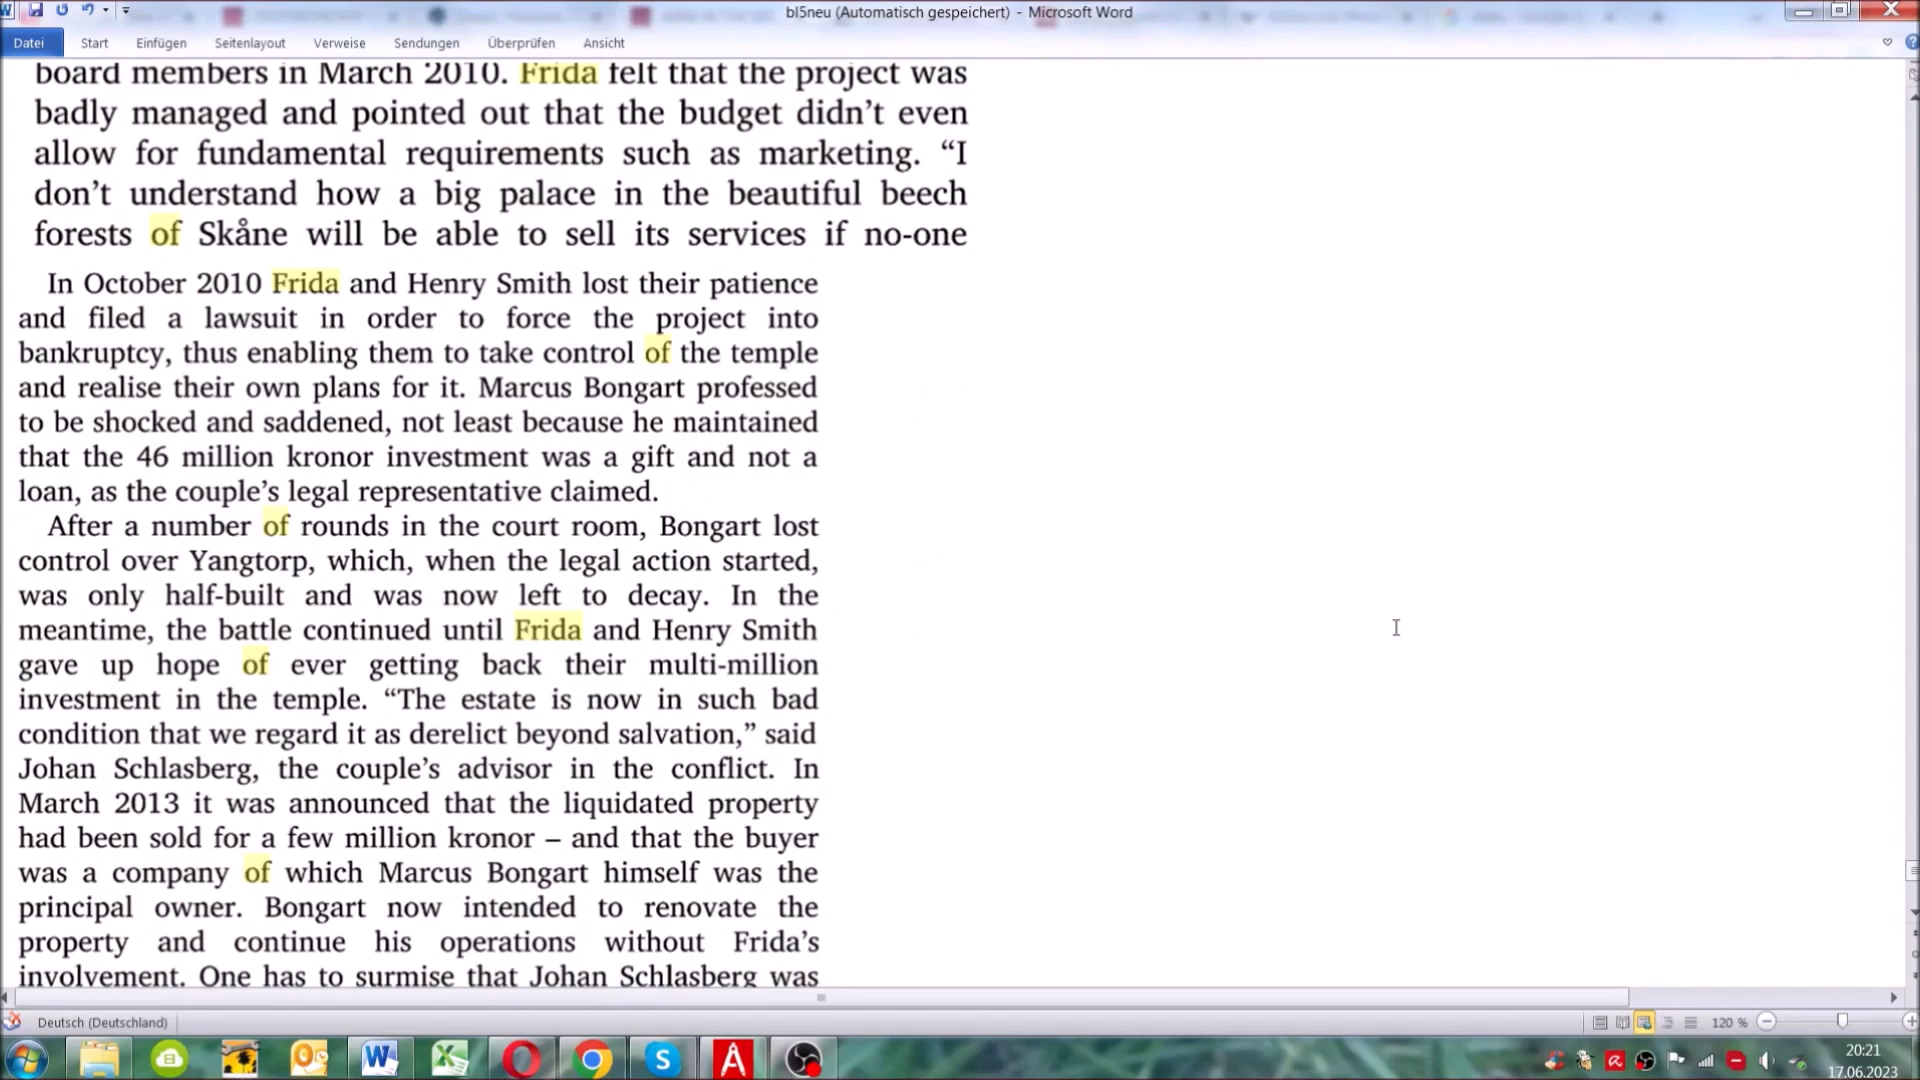 bl5neu (Automatisch gespeichert) - Microsoft Word
Datei Start Einfügen Seitenlayout Verweise Sendungen Überprüfen Ansicht
board members in March 2010. Frida felt that the project was
badly managed and pointed out that the budget didn’t even
allow for fundamental requirements such as marketing. “I
don’t understand how a big palace in the beautiful beech
forests of Skåne will be able to sell its services if no-one
In October 2010 Frida and Henry Smith lost their patience
and filed a lawsuit in order to force the project into
bankruptcy, thus enabling them to take control of the temple
and realise their own plans for it. Marcus Bongart professed
to be shocked and saddened, not least because he maintained
that the 46 million kronor investment was a gift and not a
loan, as the couple’s legal representative claimed.
After a number of rounds in the court room, Bongart lost
control over Yangtorp, which, when the legal action started,
was only half-built and was now left to decay. In the
meantime, the battle continued until Frida and Henry Smith
gave up hope of ever getting back their multi-million
investment in the temple. “The estate is now in such bad
condition that we regard it as derelict beyond salvation,” said
Johan Schlasberg, the couple’s advisor in the conflict. In
March 2013 it was announced that the liquidated property
had been sold for a few million kronor – and that the buyer
was a company of which Marcus Bongart himself was the
principal owner. Bongart now intended to renovate the
property and continue his operations without Frida’s
involvement. One has to surmise that Johan Schlasberg was
Deutsch (Deutschland)
120 %
20:21
17.06.2023